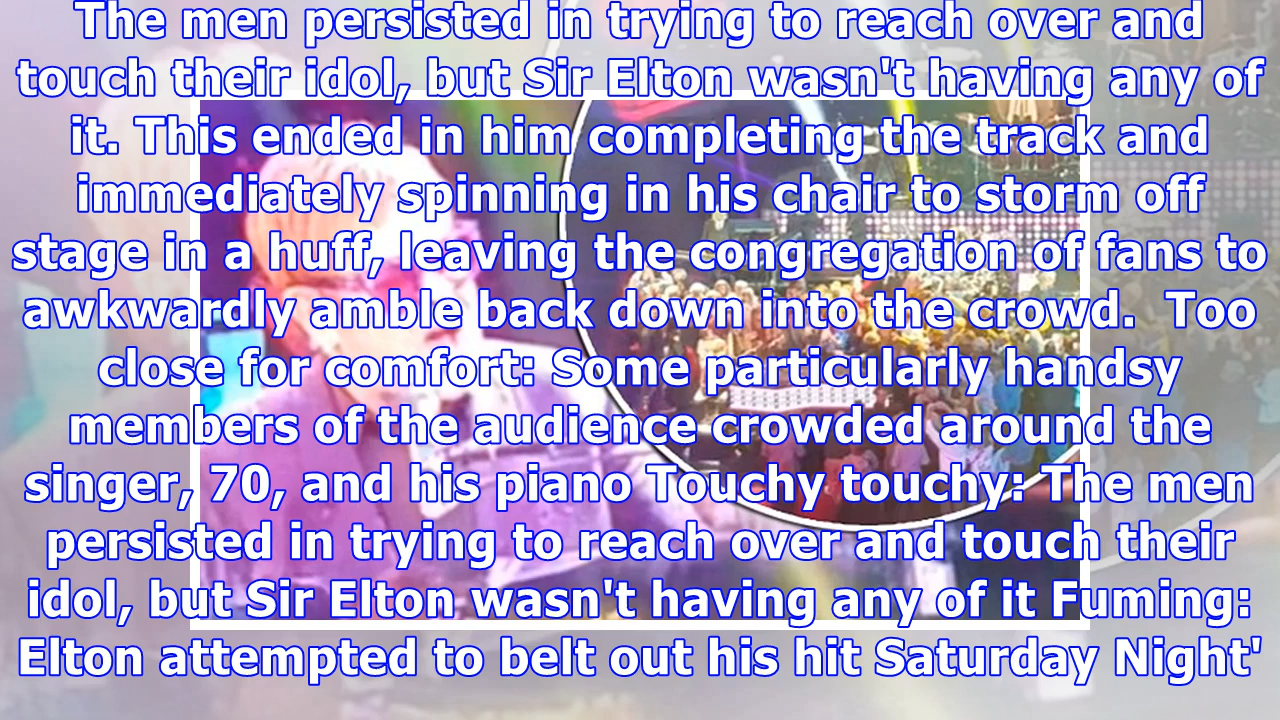 The men persisted in trying to reach over and
touch their idol, but Sir Elton wasn't having any of
it. This ended in him completing the track and
immediately spinning in his chair to storm off
stage in a huff, leaving the congregation of fans to
awkwardly amble back down into the crowd.  Too
close for comfort: Some particularly handsy
members of the audience crowded around the
singer, 70, and his piano Touchy touchy: The men
persisted in trying to reach over and touch their
idol, but Sir Elton wasn't having any of it Fuming:
Elton attempted to belt out his hit Saturday Night'